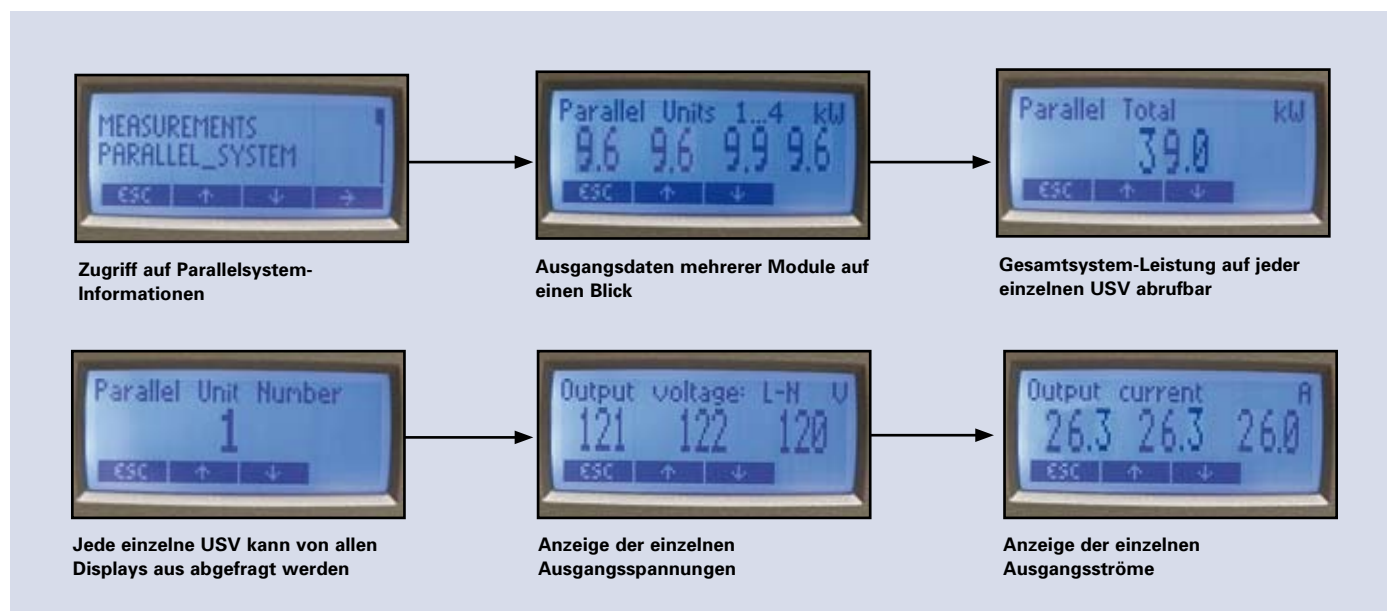 MEASUREMENTS
PARALLEL_SYSTEM
ESC ↑ ↓ →
Zugriff auf Parallelsystem-
Informationen
Parallel Units 1...4 kW
9.6 9.6 9.9 9.6
ESC ↑ ↓
Ausgangsdaten mehrerer Module auf
einen Blick
Parallel Total kW
39.0
ESC ↑ ↓
Gesamtsystem-Leistung auf jeder
einzelnen USV abrufbar
Parallel Unit Number
1
ESC ↑ ↓
Jede einzelne USV kann von allen
Displays aus abgefragt werden
Output voltage: L-N V
121 122 120
ESC ↑ ↓
Anzeige der einzelnen
Ausgangsspannungen
Output current A
26.3 26.3 26.0
ESC ↑ ↓
Anzeige der einzelnen
Ausgangsströme